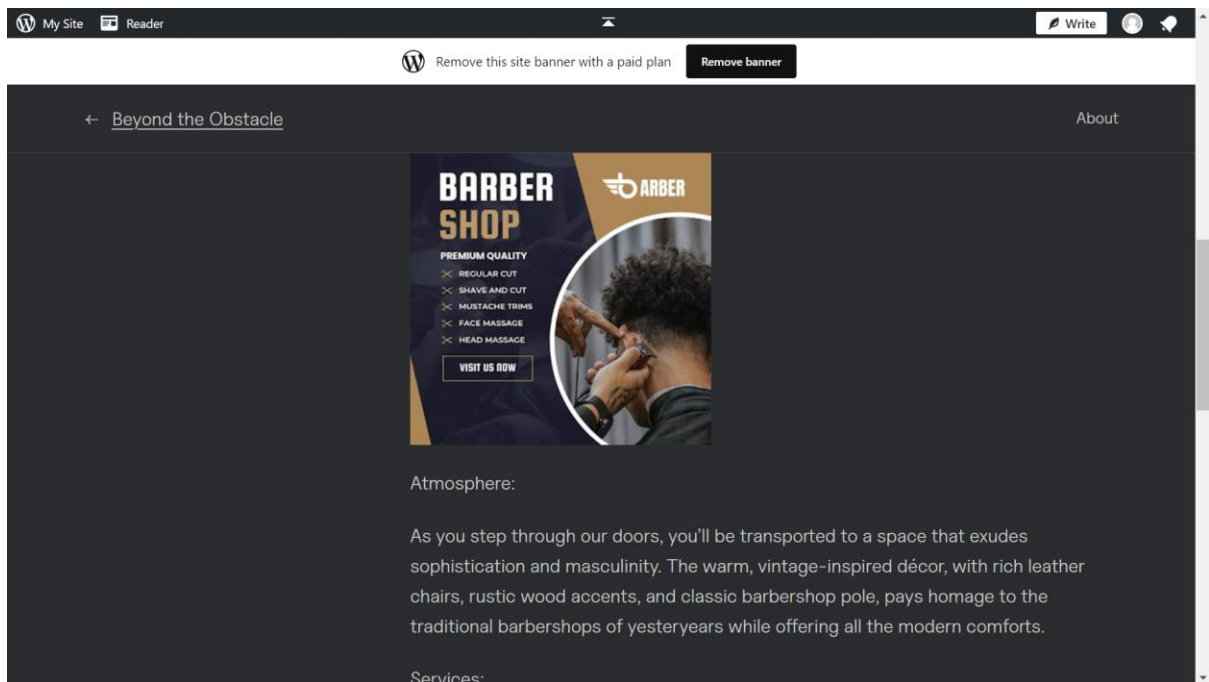 My Site Reader Write
Remove this site banner with a paid plan Remove banner
← Beyond the Obstacle About
BARBER
SHOP
ARBER
PREMIUM QUALITY
REGULAR CUT
SHAVE AND CUT
MUSTACHE TRIMS
FACE MASSAGE
HEAD MASSAGE
VISIT US NOW
Atmosphere:
As you step through our doors, you’ll be transported to a space that exudes
sophistication and masculinity. The warm, vintage-inspired décor, with rich leather
chairs, rustic wood accents, and classic barbershop pole, pays homage to the
traditional barbershops of yesteryears while offering all the modern comforts.
Services: